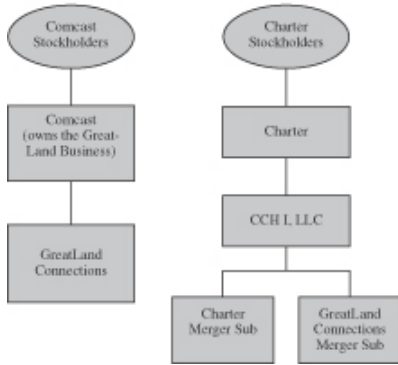 Comcast
Stockholders
Comcast
(owns the Great-
Land Business)
GreatLand
Connections
Charter
Stockholders
Charter
CCH I, LLC
Charter
Merger Sub
GreatLand
Connections
Merger Sub